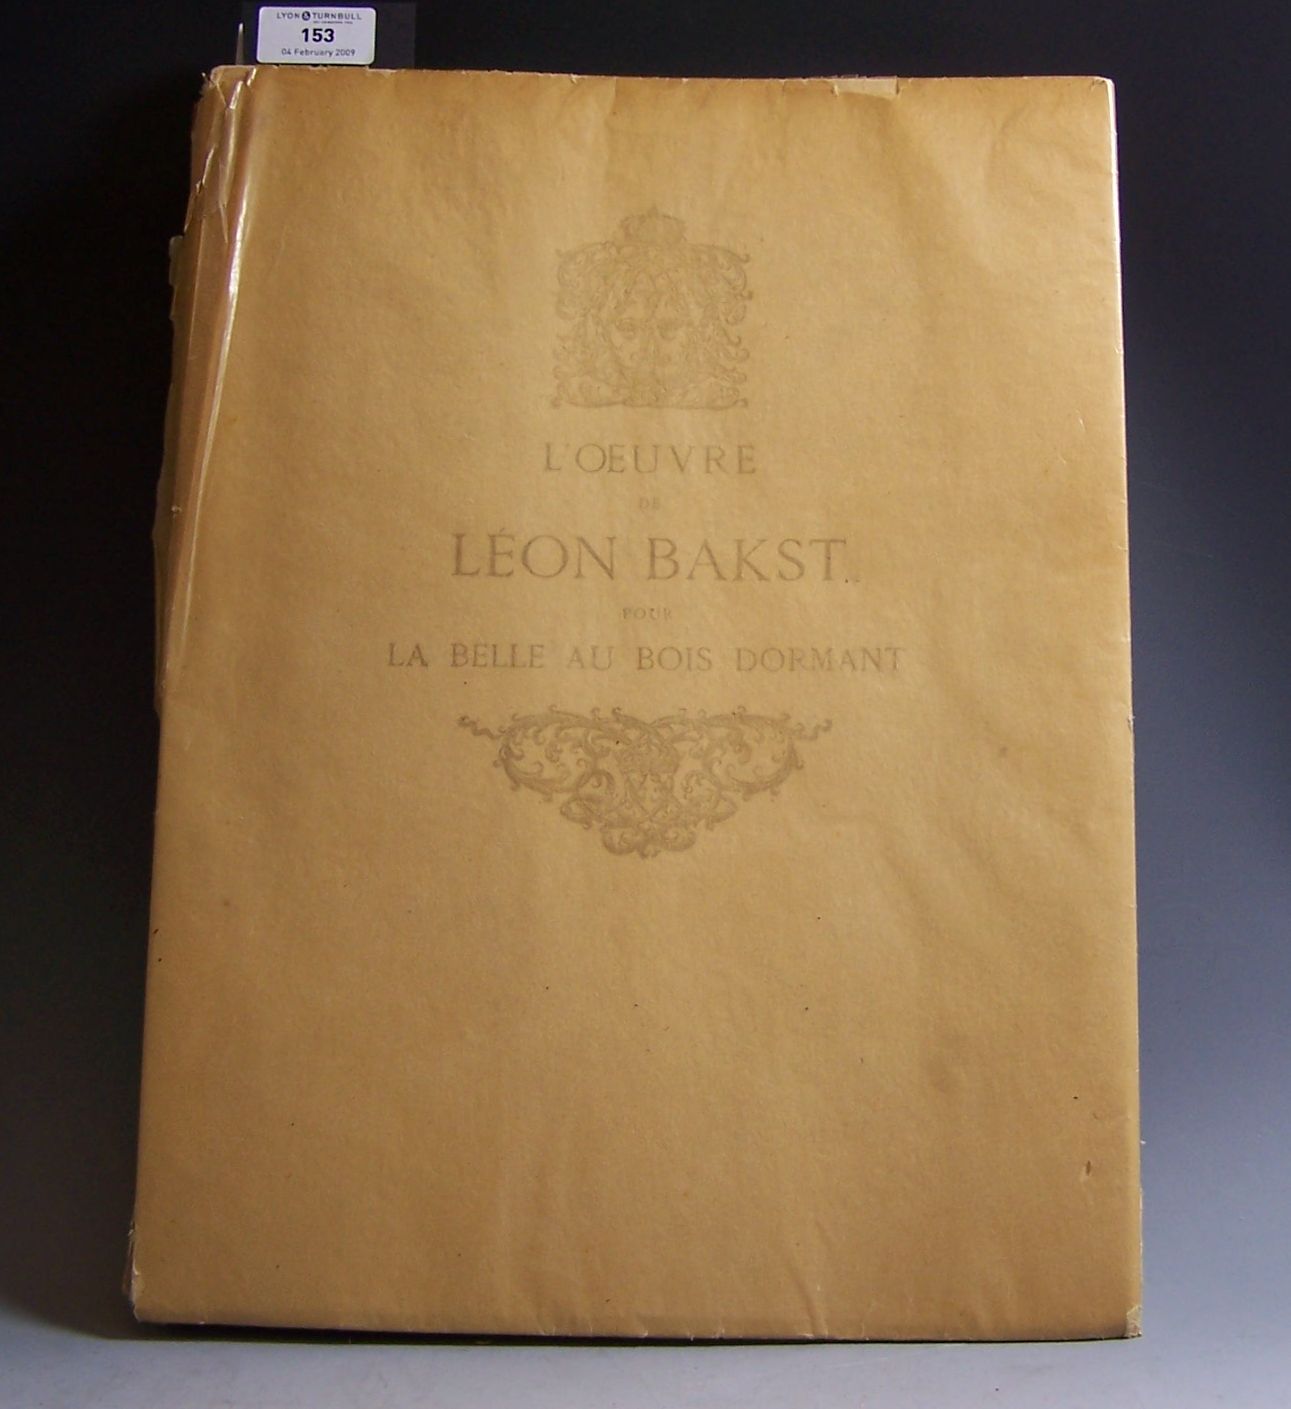 LYON & TURNBULL
153
04 February 2009
L'OEUVRE
DE
LÉON BAKST
POUR
LA BELLE AU BOIS DORMANT